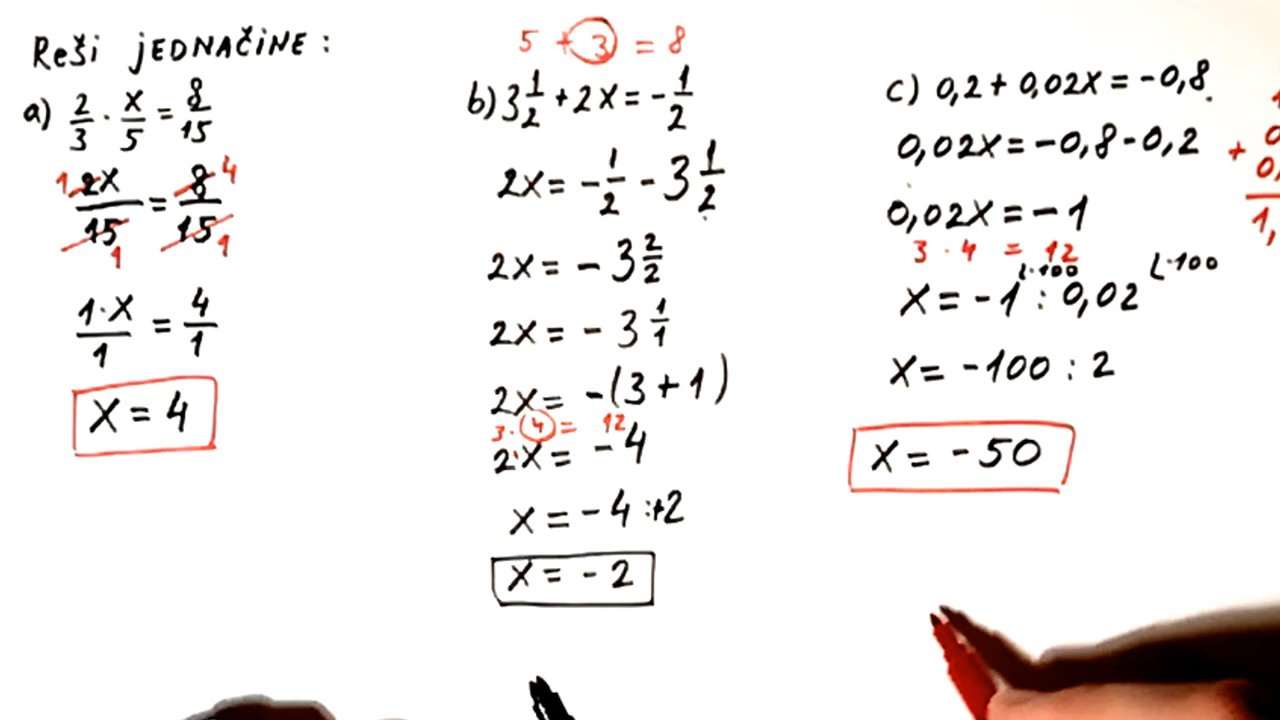 Reši JEDNAČINE:
a) 2/3 · x/5 = 8/15
1 2x/15 1 = 8/15 4 1
1·x/1 = 4/1
x = 4
5 + 3 = 8
b) 3 1/2 + 2x = -1/2
2x = -1/2 - 3 1/2
2x = -3 2/2
2x = -3 1/1
2x = -(3+1)
3·4 = 12
2·x = -4
x = -4 :+2
x = -2
c) 0,2 + 0,02x = -0,8
0,02x = -0,8 - 0,2
0,02x = -1
3 · 4 = 12
x = -1 : 0,02
x = -100 : 2
x = -50